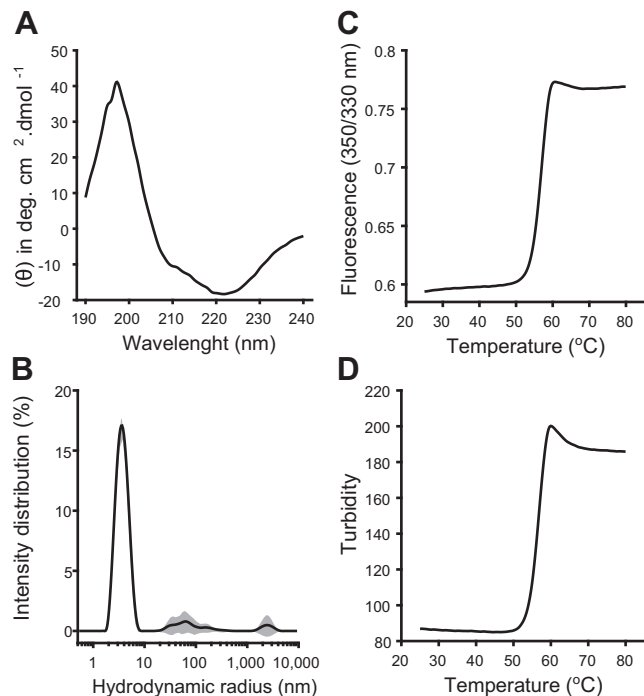 A
50
40
30
20
10
0
-10
-20
(θ) in deg. cm ².dmol ⁻¹
190 200 210 220 230 240
Wavelenght (nm)
B
20
15
10
5
0
Intensity distribution (%)
1 10 100 1,000 10,000
Hydrodynamic radius (nm)
C
0.8
0.75
0.7
0.65
0.6
Fluorescence (350/330 nm)
20 30 40 50 60 70 80
Temperature (°C)
D
220
200
180
160
140
120
100
80
Turbidity
20 30 40 50 60 70 80
Temperature (°C)